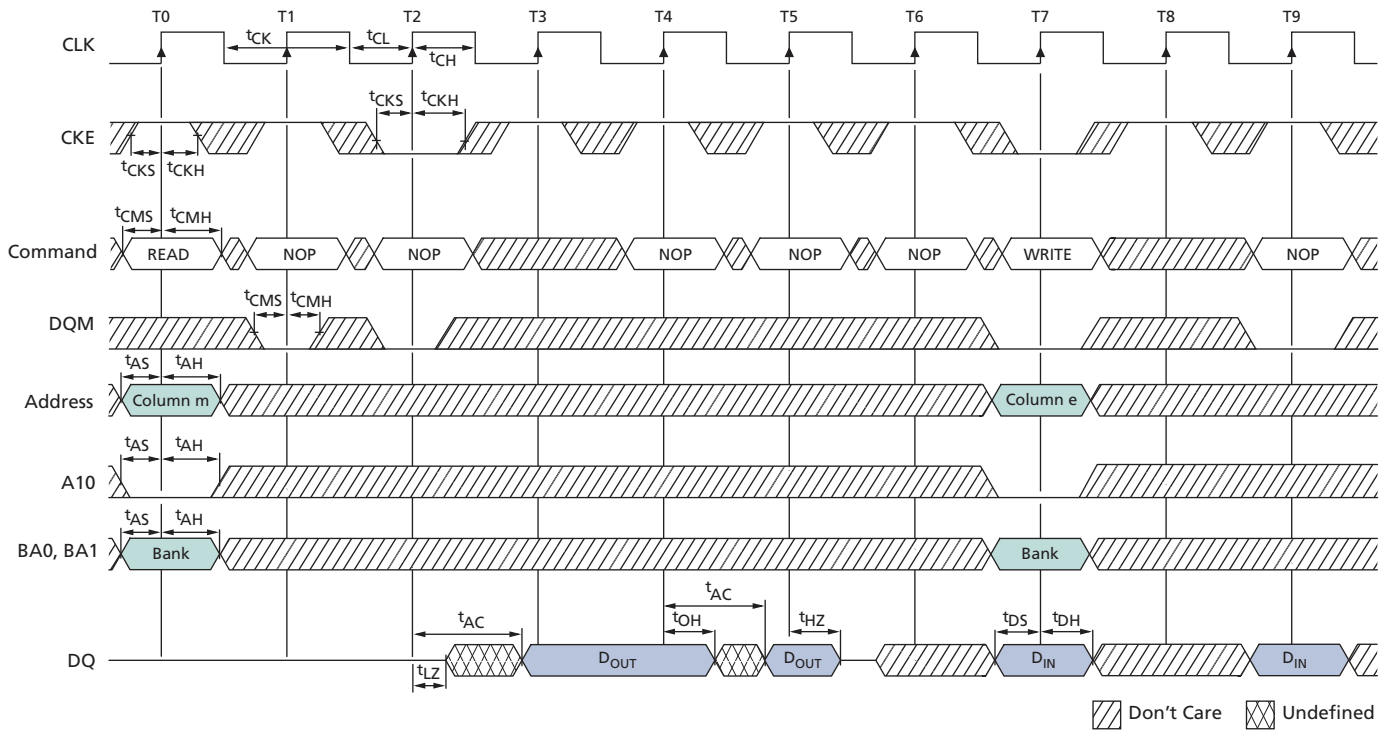 T0 T1 T2 T3 T4 T5 T6 T7 T8 T9
CLK tCK tCL tCH
tCKS tCKH
CKE
tCKS tCKH
tCMS tCMH
Command READ NOP NOP NOP NOP NOP WRITE NOP
tCMS tCMH
DQM
tAS tAH
Address Column m Column e
tAS tAH
A10
tAS tAH
BA0, BA1 Bank Bank
tAC
tAC tOH tHZ tDS tDH
DQ DOUT DOUT DIN DIN
tLZ
Don't Care Undefined